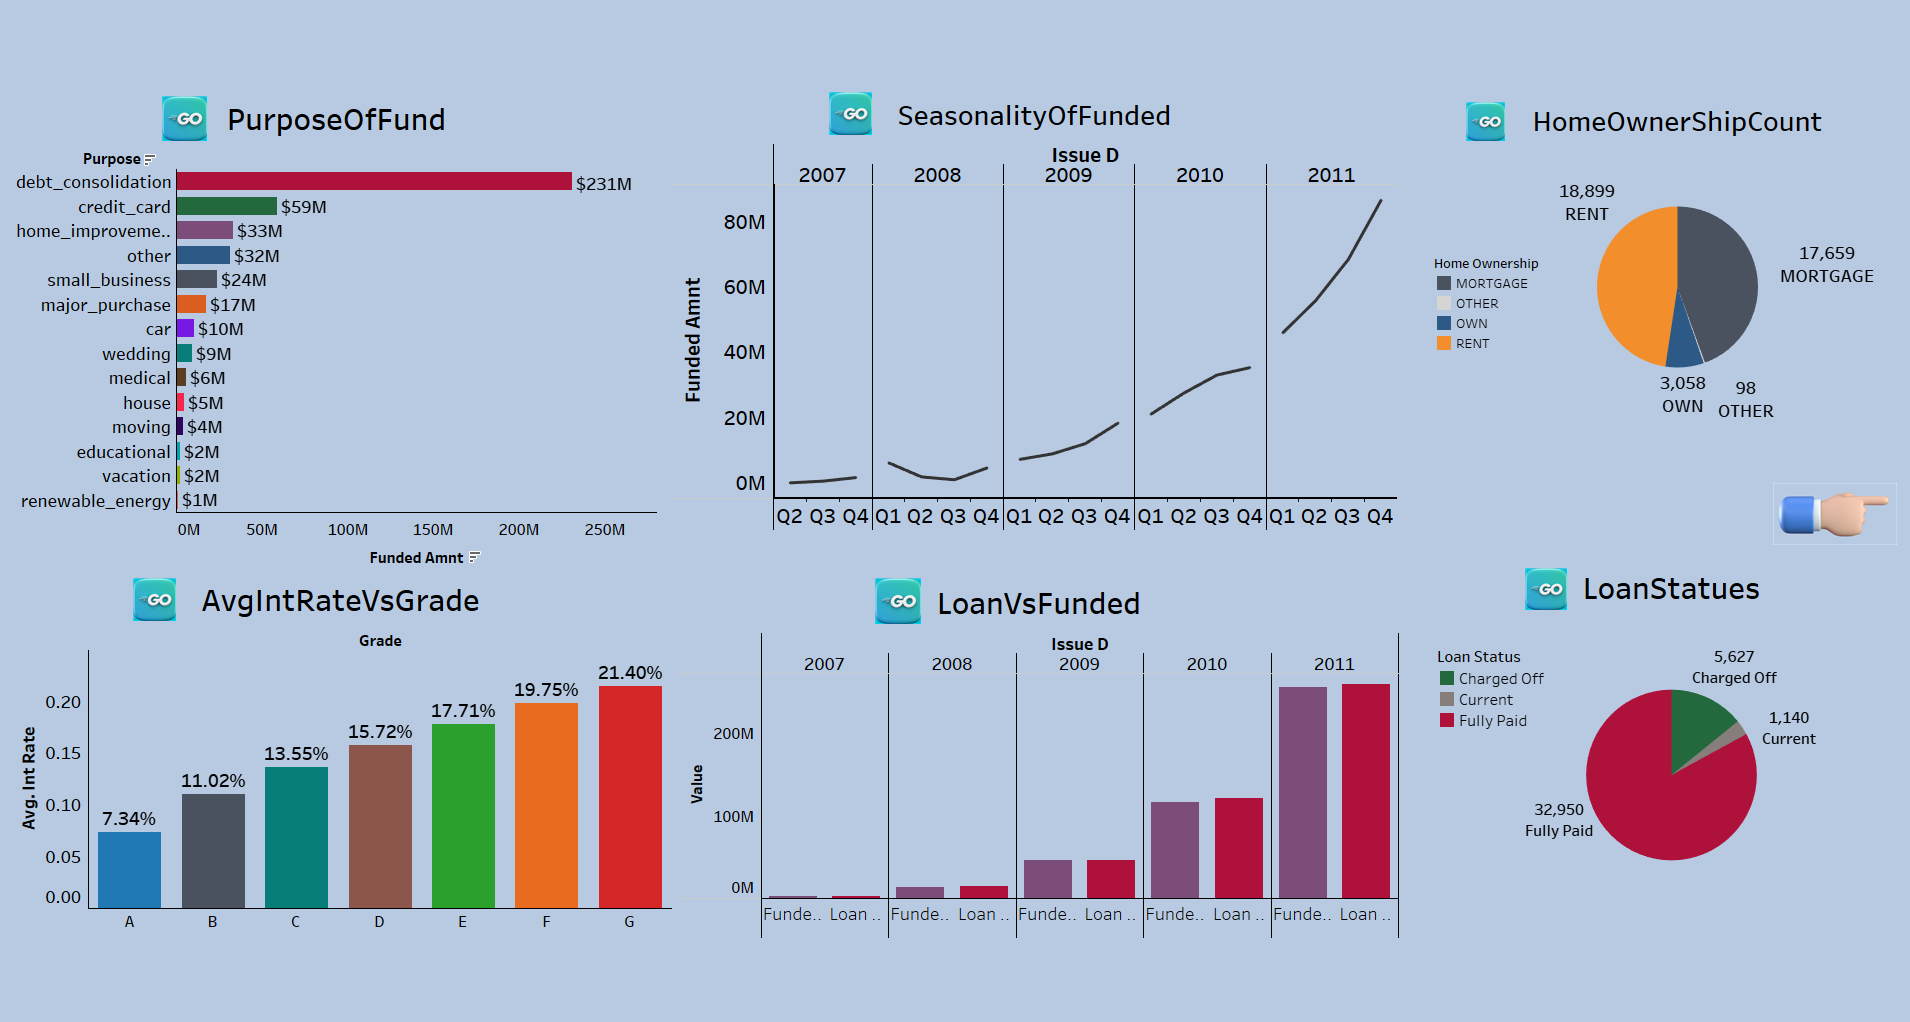 GO
PurposeOfFund
Purpose
debt_consolidation
$231M
credit_card
$59M
home_improveme..
$33M
other
$32M
small_business
$24M
major_purchase
$17M
car
$10M
wedding
$9M
medical
$6M
house
$5M
moving
$4M
educational
$2M
vacation
$2M
renewable_energy
$1M
0M 50M 100M 150M 200M 250M
Funded Amnt
GO
SeasonalityOfFunded
Issue D
2007 2008 2009 2010 2011
Funded Amnt
80M
60M
40M
20M
0M
Q2 Q3 Q4 Q1 Q2 Q3 Q4 Q1 Q2 Q3 Q4 Q1 Q2 Q3 Q4 Q1 Q2 Q3 Q4
GO
HomeOwnerShipCount
18,899
RENT
17,659
MORTGAGE
Home Ownership
MORTGAGE
OTHER
OWN
RENT
3,058
OWN
98
OTHER
GO
AvgIntRateVsGrade
Grade
Avg. Int Rate
0.20
0.15
0.10
0.05
0.00
7.34%
11.02%
13.55%
15.72%
17.71%
19.75%
21.40%
A B C D E F G
GO
LoanVsFunded
Issue D
2007 2008 2009 2010 2011
Value
200M
100M
0M
Funde.. Loan .. Funde.. Loan .. Funde.. Loan .. Funde.. Loan .. Funde.. Loan ..
GO
LoanStatues
Loan Status
Charged Off
Current
Fully Paid
5,627
Charged Off
1,140
Current
32,950
Fully Paid